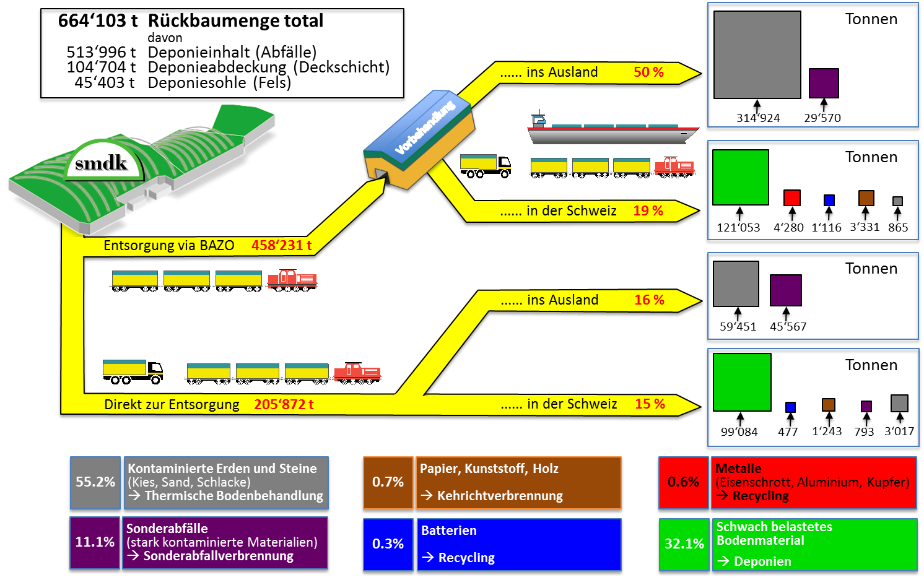 664‘103 t Rückbaumenge total
davon
513‘996 t Deponieinhalt (Abfälle)
104‘704 t Deponieabdeckung (Deckschicht)
45‘403 t Deponiesohle (Fels)
smdk
Vorbehandlung
...... ins Ausland 50 %
Tonnen
314‘924 29‘570
...... in der Schweiz 19 %
Tonnen
121‘053 4‘280 1‘116 3‘331 865
Entsorgung via BAZO 458‘231 t
...... ins Ausland 16 %
Tonnen
59‘451 45‘567
Direkt zur Entsorgung 205‘872 t
...... in der Schweiz 15 %
Tonnen
99‘084 477 1‘243 793 3‘017
55.2% Kontaminierte Erden und Steine
(Kies, Sand, Schlacke)
→ Thermische Bodenbehandlung
0.7% Papier, Kunststoff, Holz
→ Kehrichtverbrennung
0.6% Metalle
(Eisenschrott, Aluminium, Kupfer)
→ Recycling
11.1% Sonderabfälle
(stark kontaminierte Materialien)
→ Sonderabfallverbrennung
0.3% Batterien
→ Recycling
32.1% Schwach belastetes
Bodenmaterial
→ Deponien